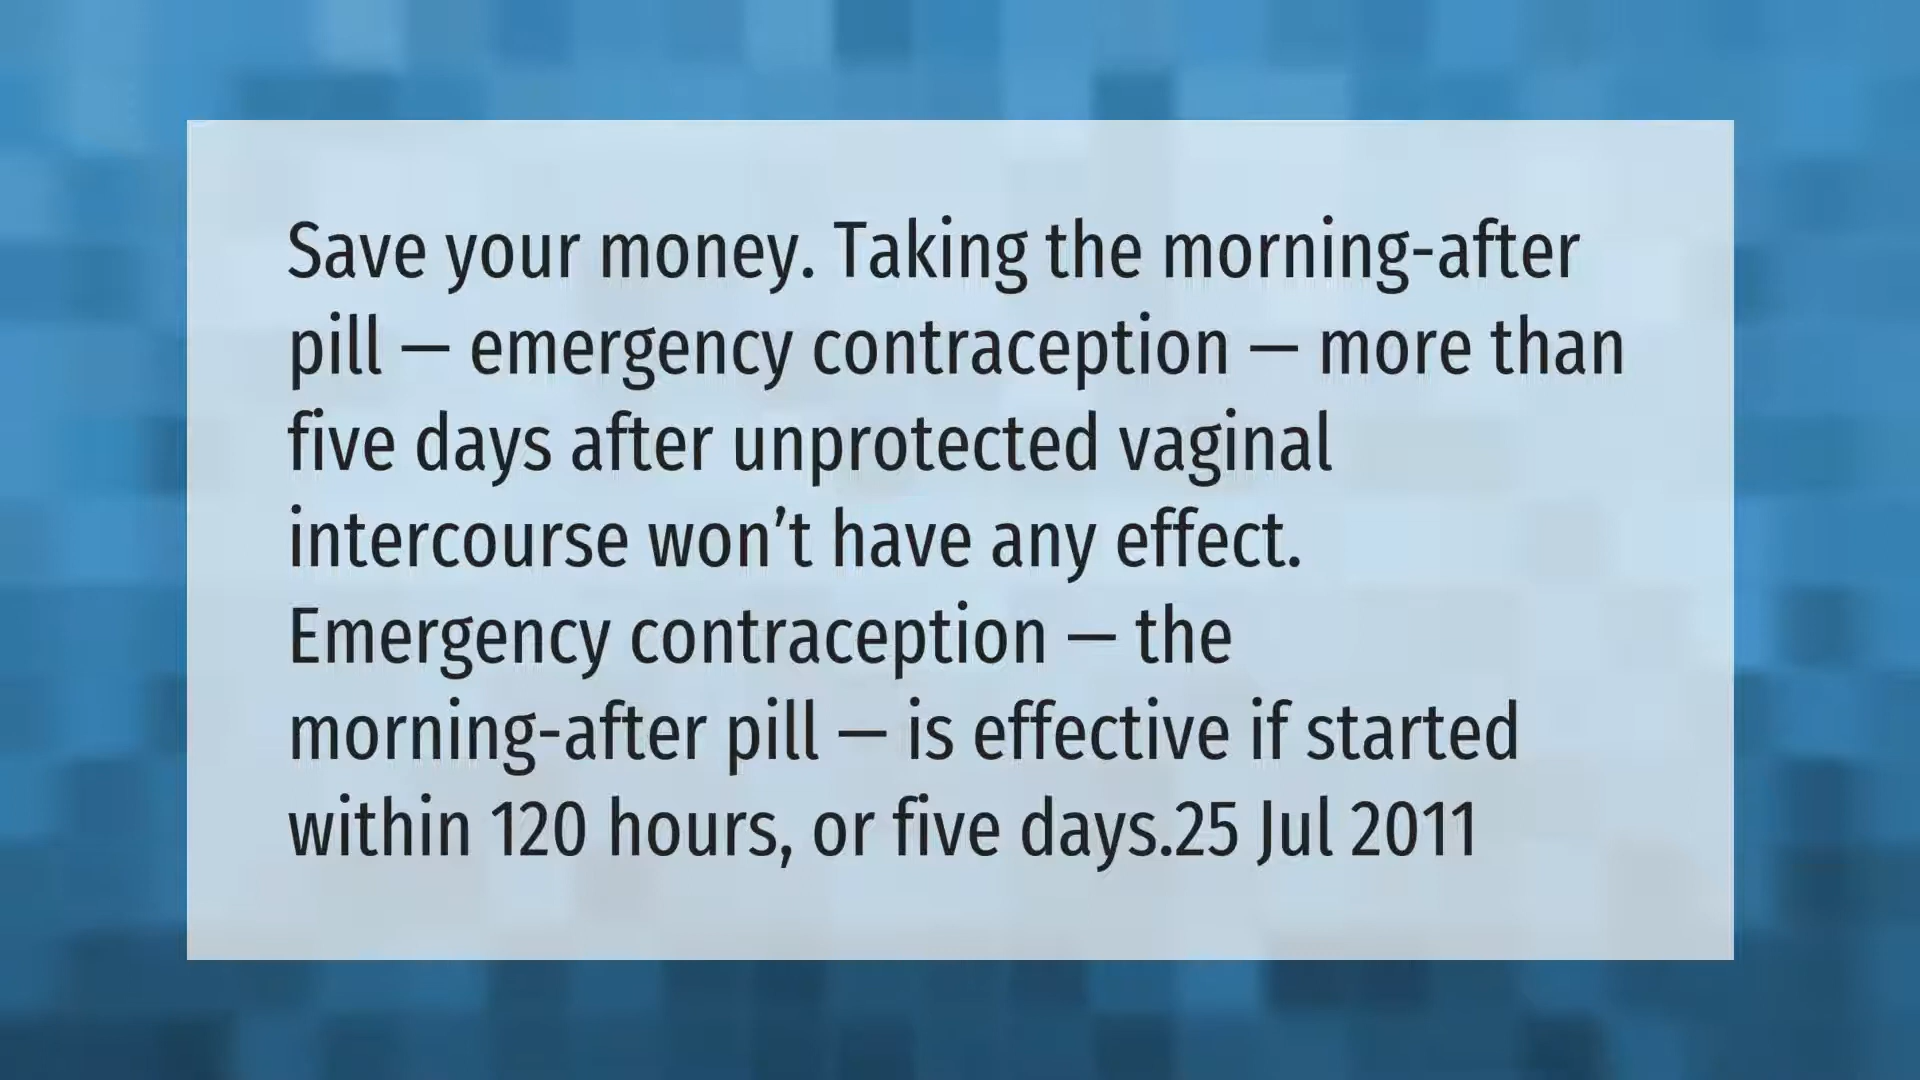 Save your money. Taking the morning-after
pill — emergency contraception — more than
five days after unprotected vaginal
intercourse won’t have any effect.
Emergency contraception — the
morning-after pill — is effective if started
within 120 hours, or five days.25 Jul 2011